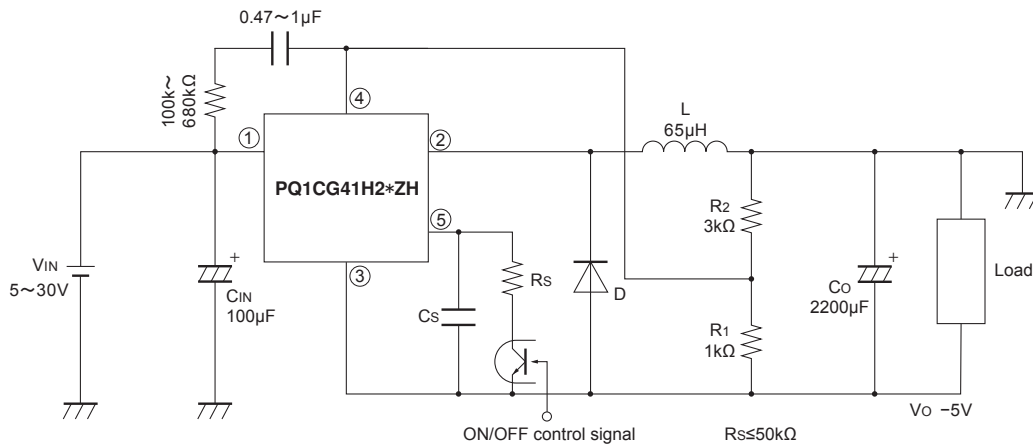 0.47～1μF
100k～
680kΩ
①
④
②
L
65μH
PQ1CG41H2*ZH
⑤
③
VIN
5～30V
+
CIN
100μF
CS
RS
D
R2
3kΩ
R1
1kΩ
+
CO
2200μF
Load
VO −5V
ON/OFF control signal
RS≤50kΩ